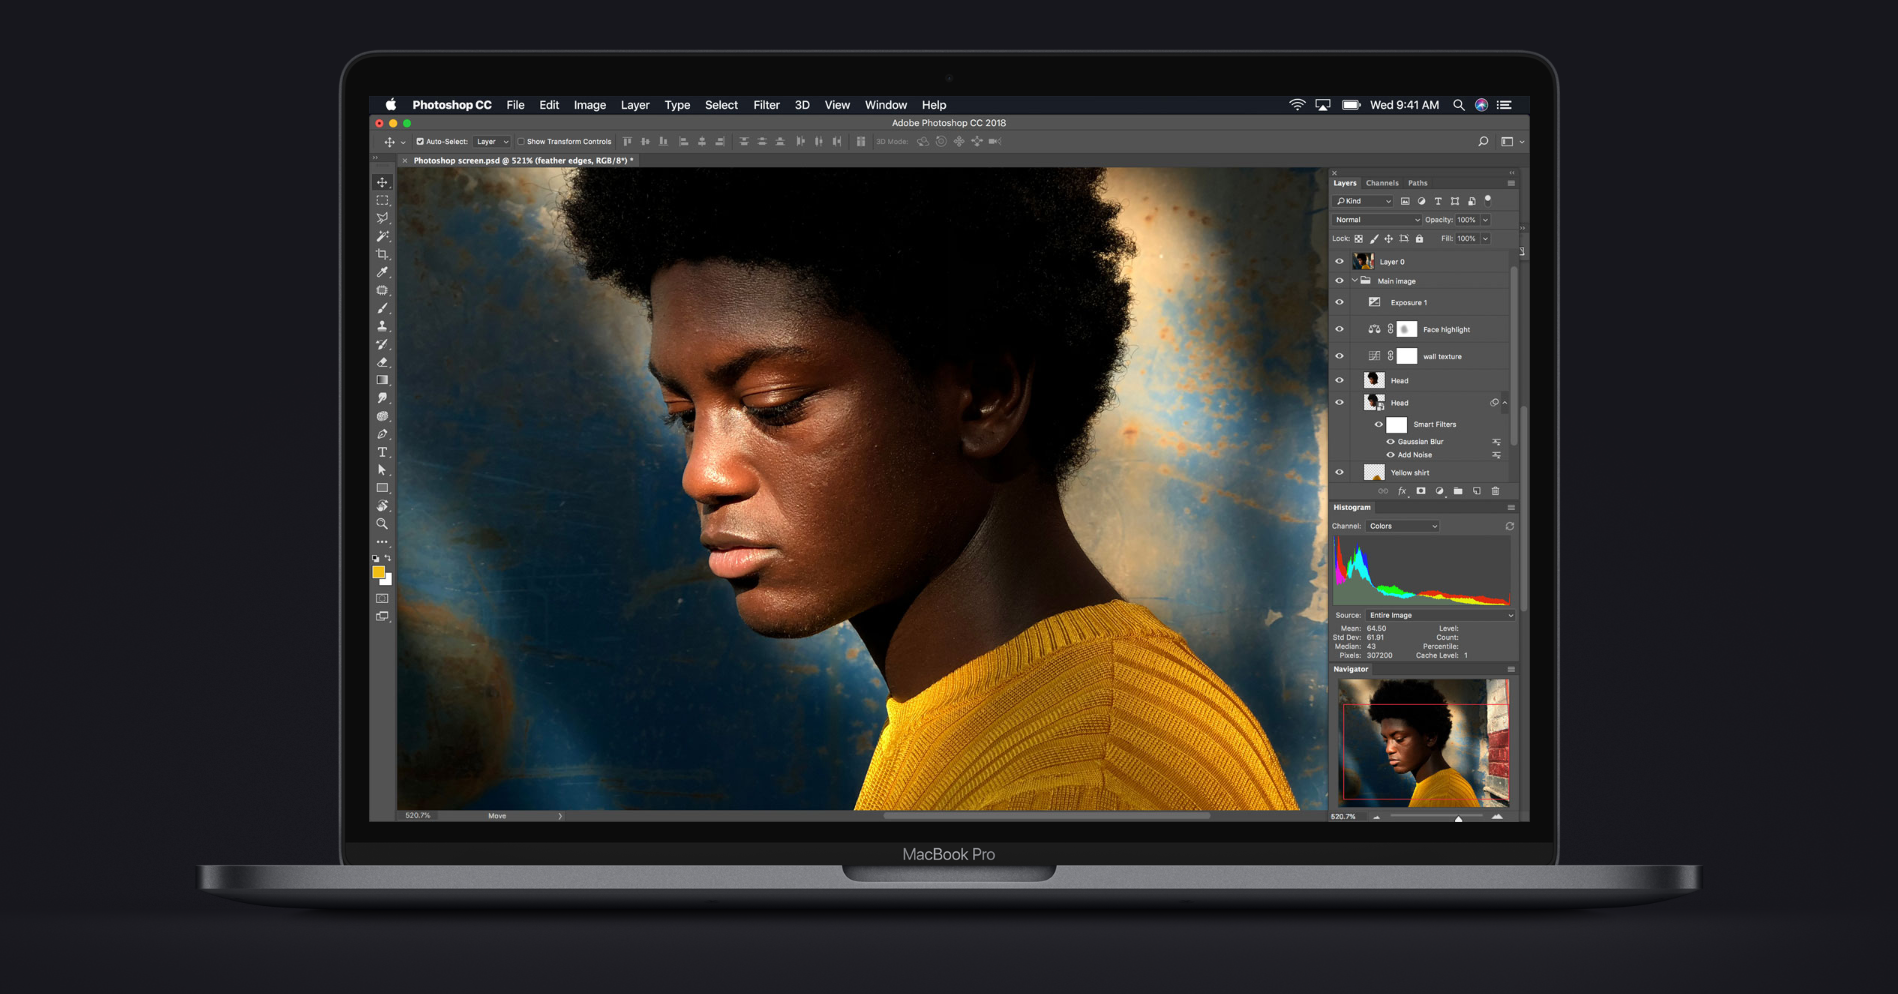 Photoshop CC File Edit Image Layer Type Select Filter 3D View Window Help Wed 9:41 AM
Adobe Photoshop CC 2018
Auto-Select: Layer Show Transform Controls 3D Mode:
Photoshop screen.psd @ 521% (feather edges, RGB/8*) *
Layers Channels Paths
Kind
Normal Opacity: 100%
Lock: Fill: 100%
Layer 0
Main image
Exposure 1
Face highlight
wall texture
Head
Head
Smart Filters
Gaussian Blur
Add Noise
Yellow shirt
fx
Histogram
Channel: Colors
Source: Entire Image
Mean: 64.50 Level:
Std Dev: 61.91 Count:
Median: 43 Percentile:
Pixels: 307200 Cache Level: 1
Navigator
520.7% Move 520.7%
MacBook Pro